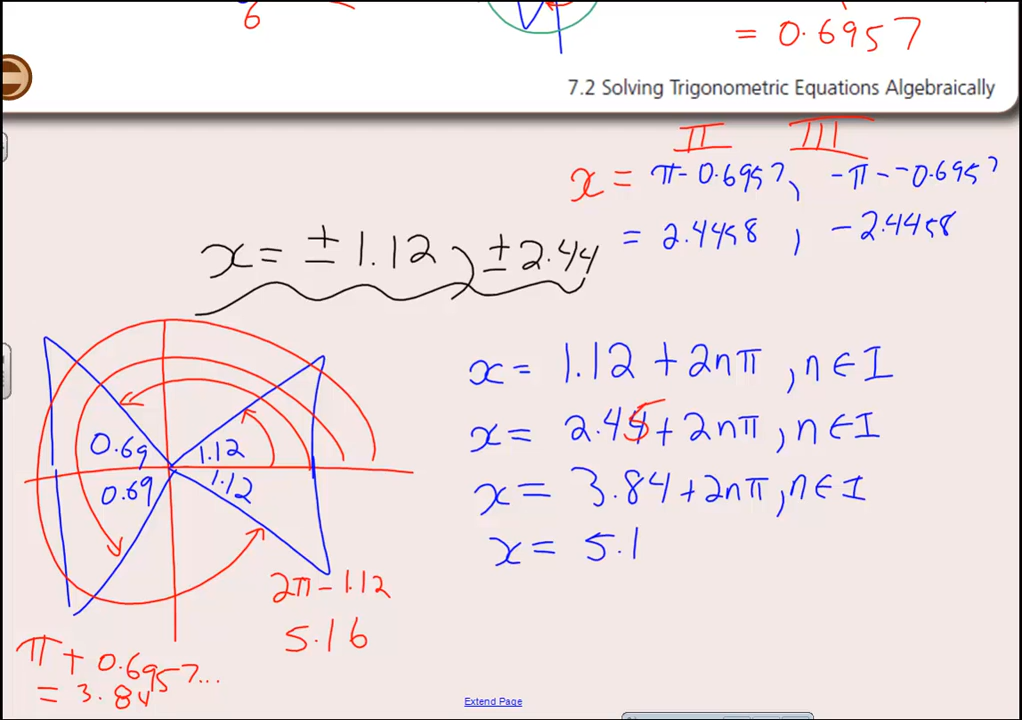 6
= 0.6957
7.2 Solving Trigonometric Equations Algebraically
II III
x = π - 0.6957, -π - -0.6957
= 2.4458, -2.4458
x = ±1.12, ±2.44
x = 1.12 + 2nπ, n ∈ I
x = 2.45 + 2nπ, n ∈ I
x = 3.84 + 2nπ, n ∈ I
x = 5.1
0.69 1.12
0.69 1.12
2π - 1.12
5.16
π + 0.6957...
= 3.84
Extend Page